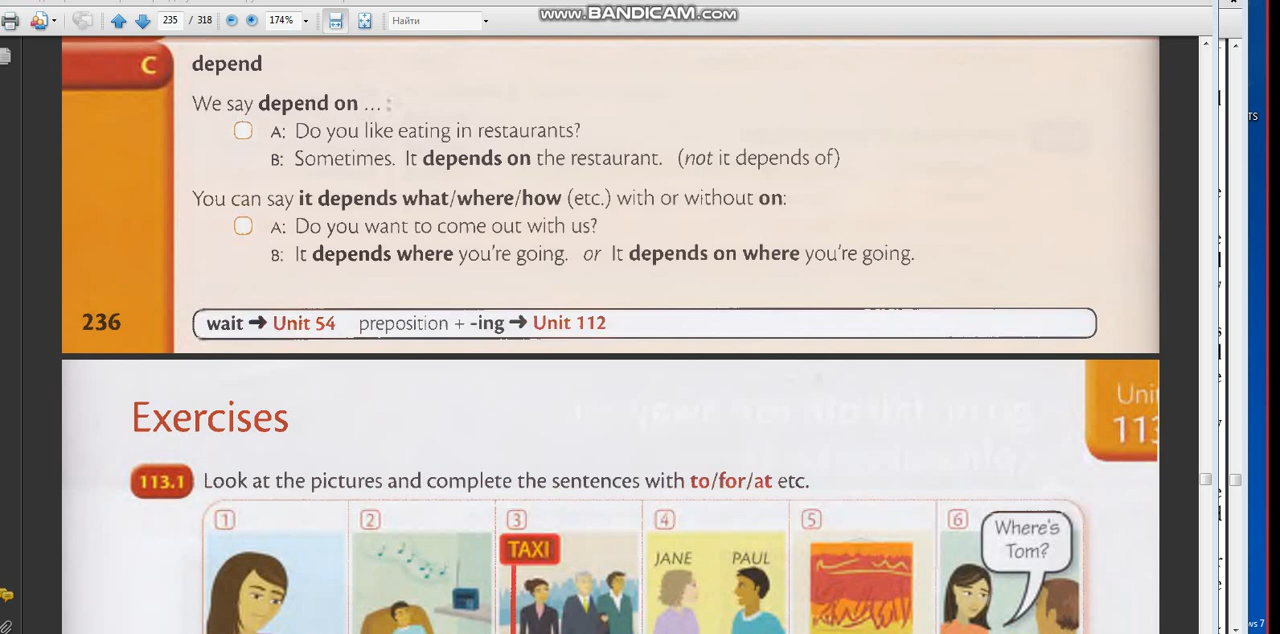 www.BANDICAM.com
235 / 318 174% Найти
C depend
We say depend on … :
A: Do you like eating in restaurants?
B: Sometimes. It depends on the restaurant. (not it depends of)
You can say it depends what/where/how (etc.) with or without on:
A: Do you want to come out with us?
B: It depends where you're going. or It depends on where you're going.
236 wait ➜ Unit 54 preposition + -ing ➜ Unit 112
Exercises
Unit
113
113.1 Look at the pictures and complete the sentences with to/for/at etc.
1 2 3 4 5 6
TAXI
JANE PAUL
Where's
Tom?